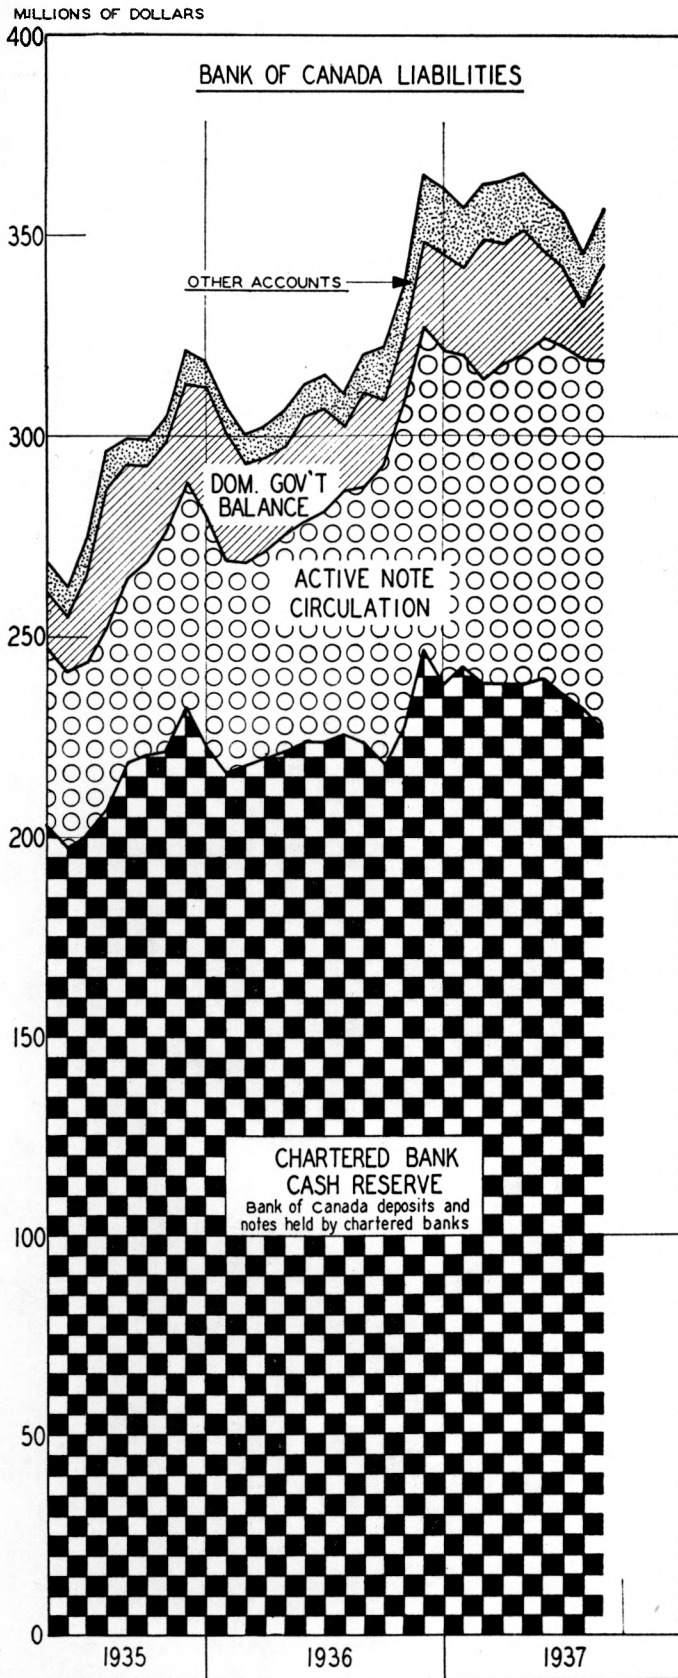 MILLIONS OF DOLLARS
400
BANK OF CANADA LIABILITIES
350
OTHER ACCOUNTS
300
DOM. GOV'T
BALANCE
ACTIVE NOTE
CIRCULATION
250
200
150
CHARTERED BANK
CASH RESERVE
Bank of Canada deposits and
notes held by chartered banks
100
50
0
1935 1936 1937